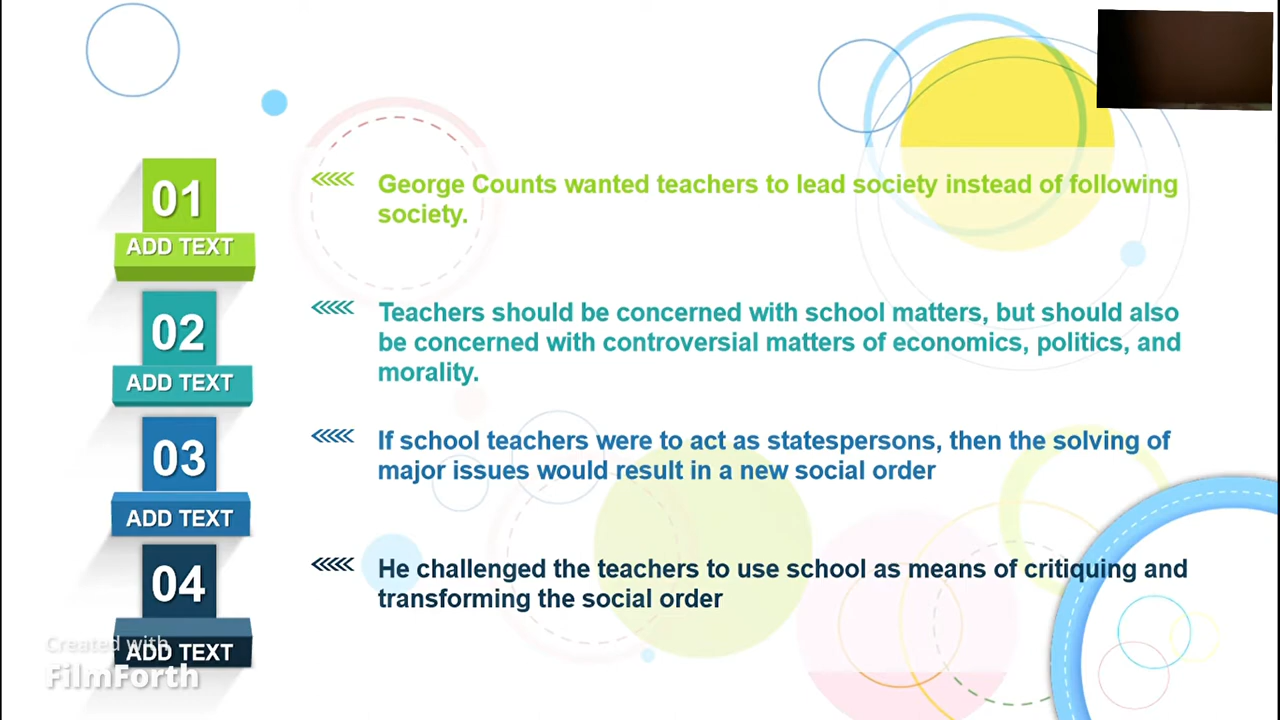 01
ADD TEXT
George Counts wanted teachers to lead society instead of following
society.
02
ADD TEXT
Teachers should be concerned with school matters, but should also
be concerned with controversial matters of economics, politics, and
morality.
03
ADD TEXT
If school teachers were to act as statespersons, then the solving of
major issues would result in a new social order
04
ADD TEXT
He challenged the teachers to use school as means of critiquing and
transforming the social order
Created with
FilmForth